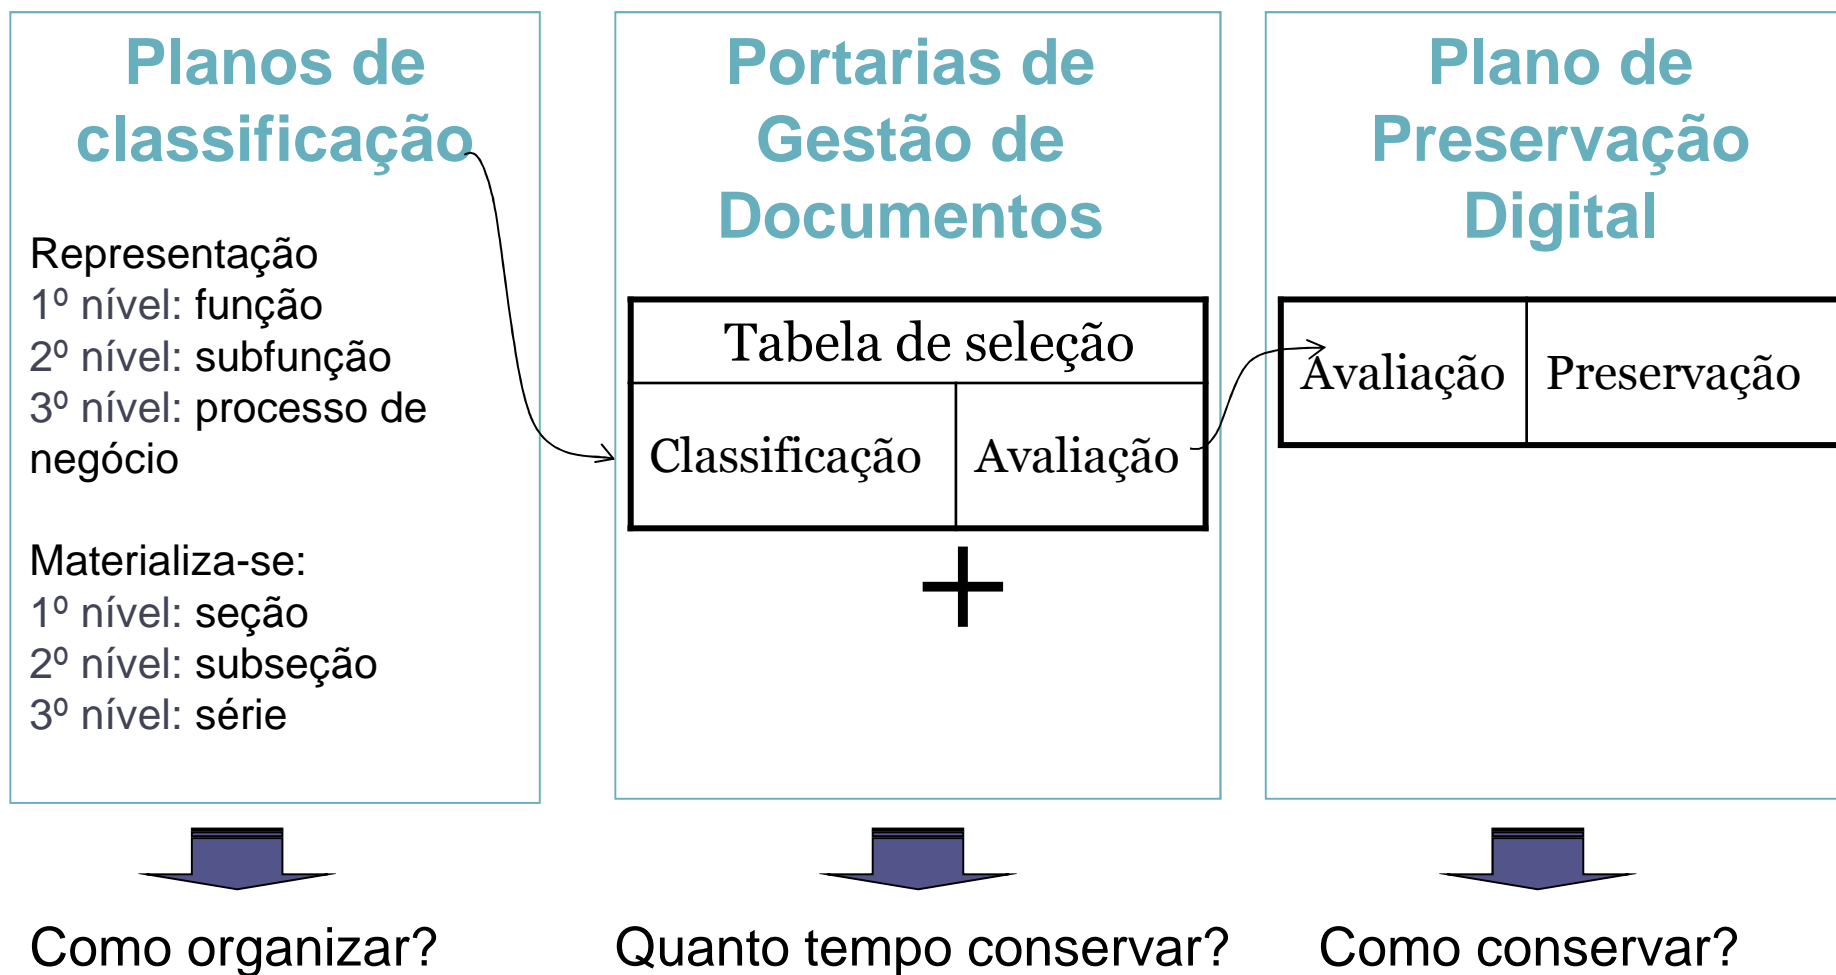 Planos de
classificação
Representação
1º nível: função
2º nível: subfunção
3º nível: processo de
negócio
Materializa-se:
1º nível: seção
2º nível: subseção
3º nível: série
Como organizar?
Portarias de
Gestão de
Documentos
Tabela de seleção
Classificação
Avaliação
+
Quanto tempo conservar?
Plano de
Preservação
Digital
Avaliação
Preservação
Como conservar?